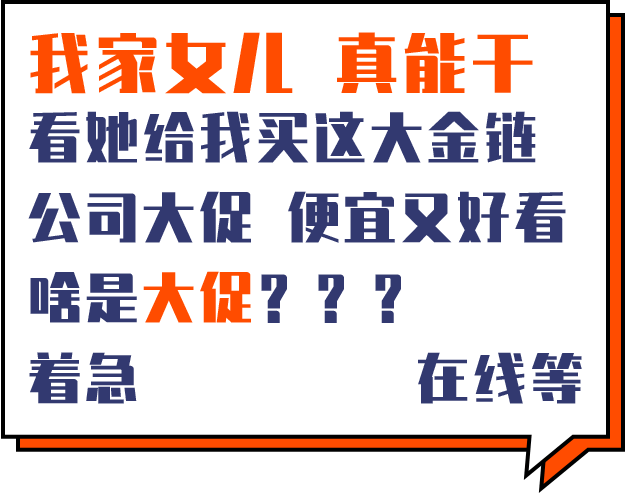 我家女儿 真能干
看她给我买这大金链
公司大促 便宜又好看
啥是大促？？？
着急 在线等